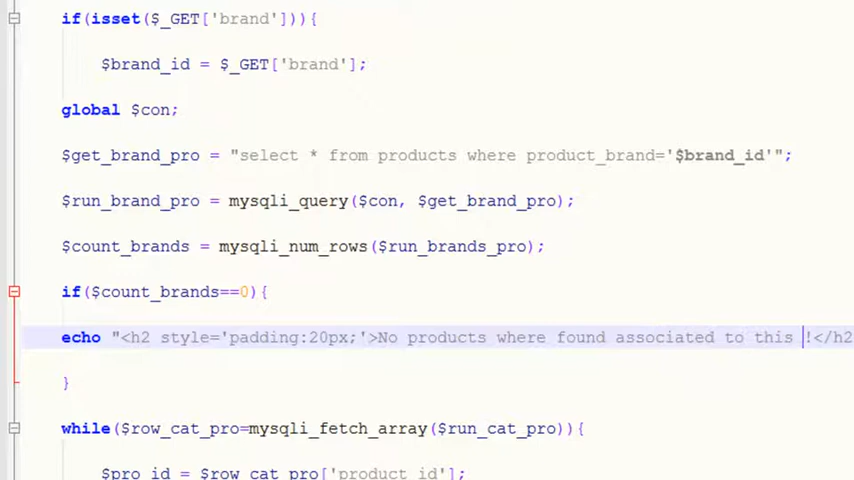 if(isset($_GET['brand'])){
$brand_id = $_GET['brand'];
global $con;
$get_brand_pro = "select * from products where product_brand='$brand_id'";
$run_brand_pro = mysqli_query($con, $get_brand_pro);
$count_brands = mysqli_num_rows($run_brands_pro);
if($count_brands==0){
echo "<h2 style='padding:20px;'>No products where found associated to this !</h2
}
while($row_cat_pro=mysqli_fetch_array($run_cat_pro)){
$pro_id = $row_cat_pro['product_id'];